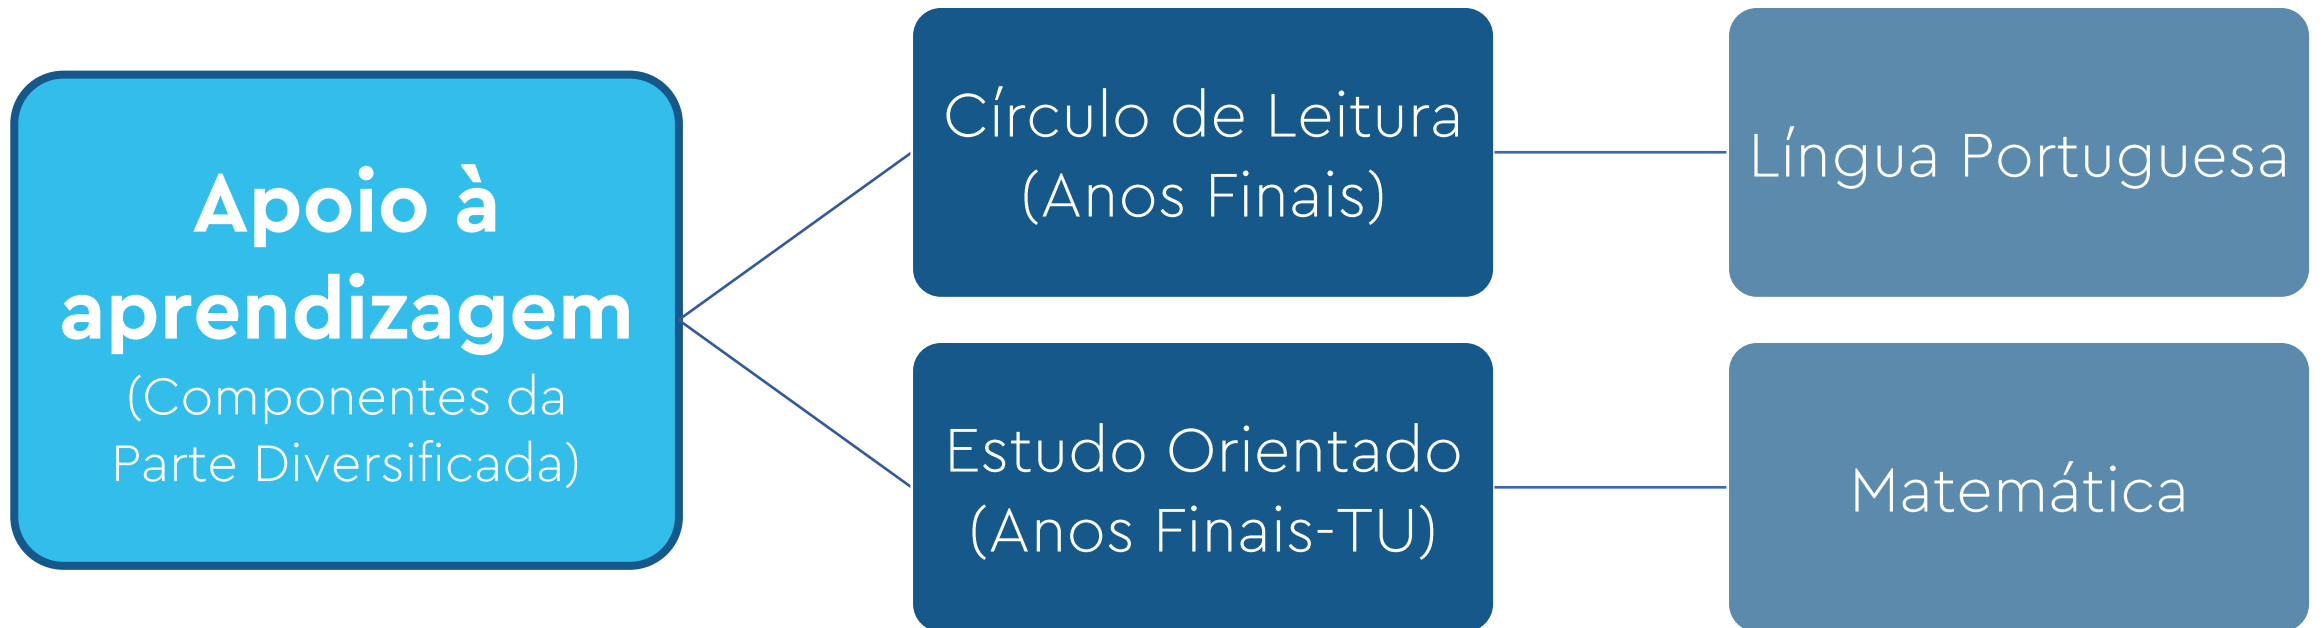 Apoio à
aprendizagem
(Componentes da
Parte Diversificada)
Círculo de Leitura
(Anos Finais)
Língua Portuguesa
Estudo Orientado
(Anos Finais-TU)
Matemática